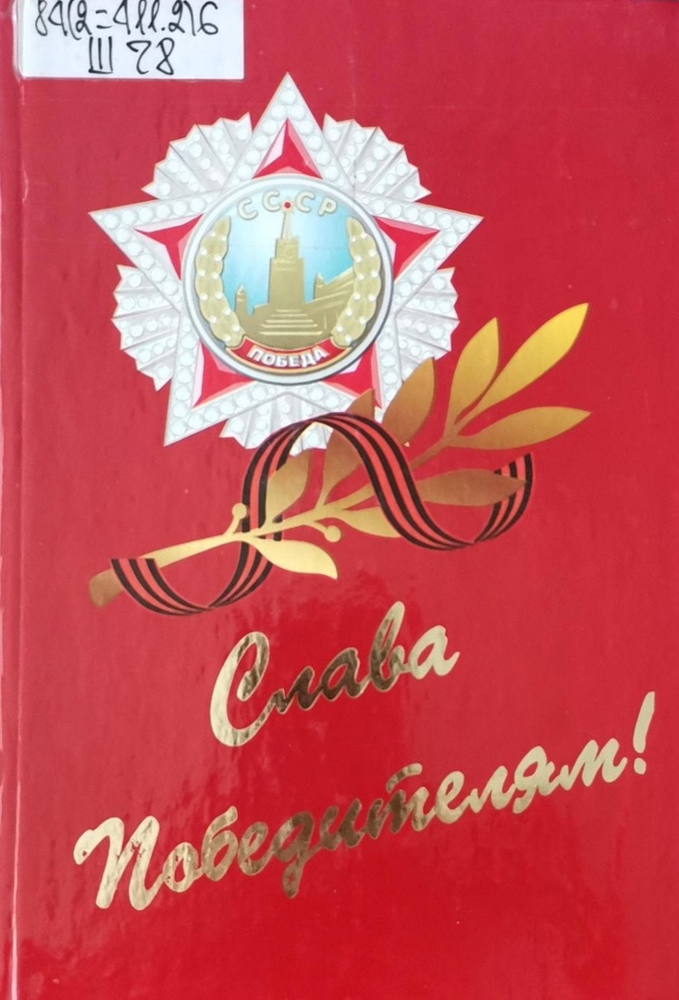 84(2=411.2)6
Ш 78
СССР
ПОБЕДА
Слава
Победителям!